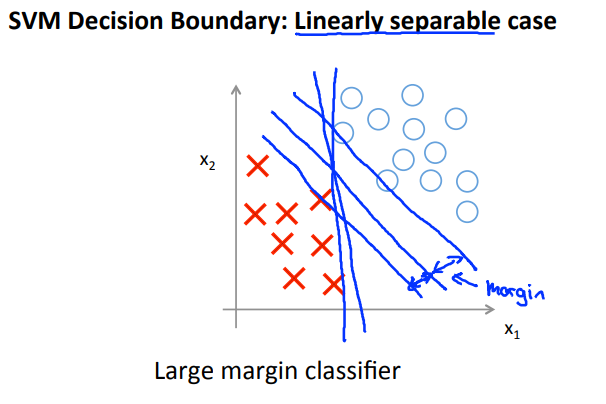 SVM Decision Boundary: Linearly separable case
x2
Margin
x1
Large margin classifier